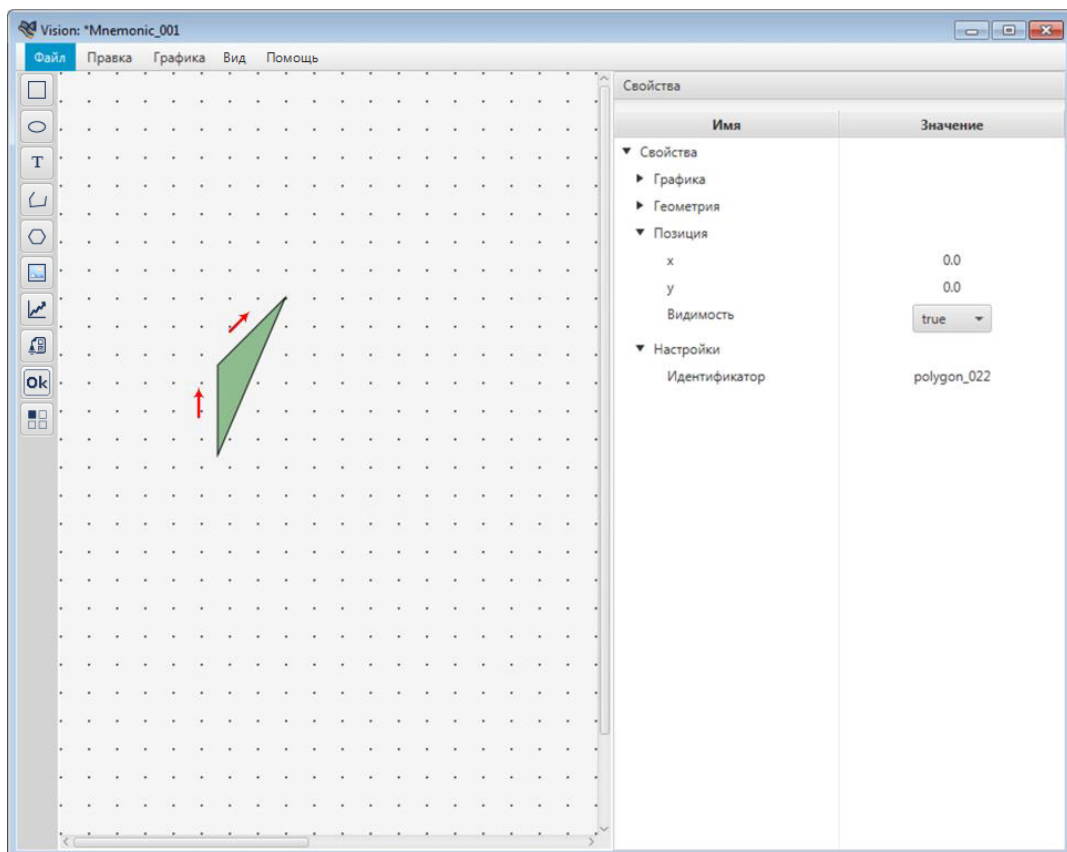 Vision: *Mnemonic_001
Файл Правка Графика Вид Помощь
Свойства
Имя Значение
Свойства
Графика
Геометрия
Позиция
x 0.0
y 0.0
Видимость true
Настройки
Идентификатор polygon_022
T
Ok